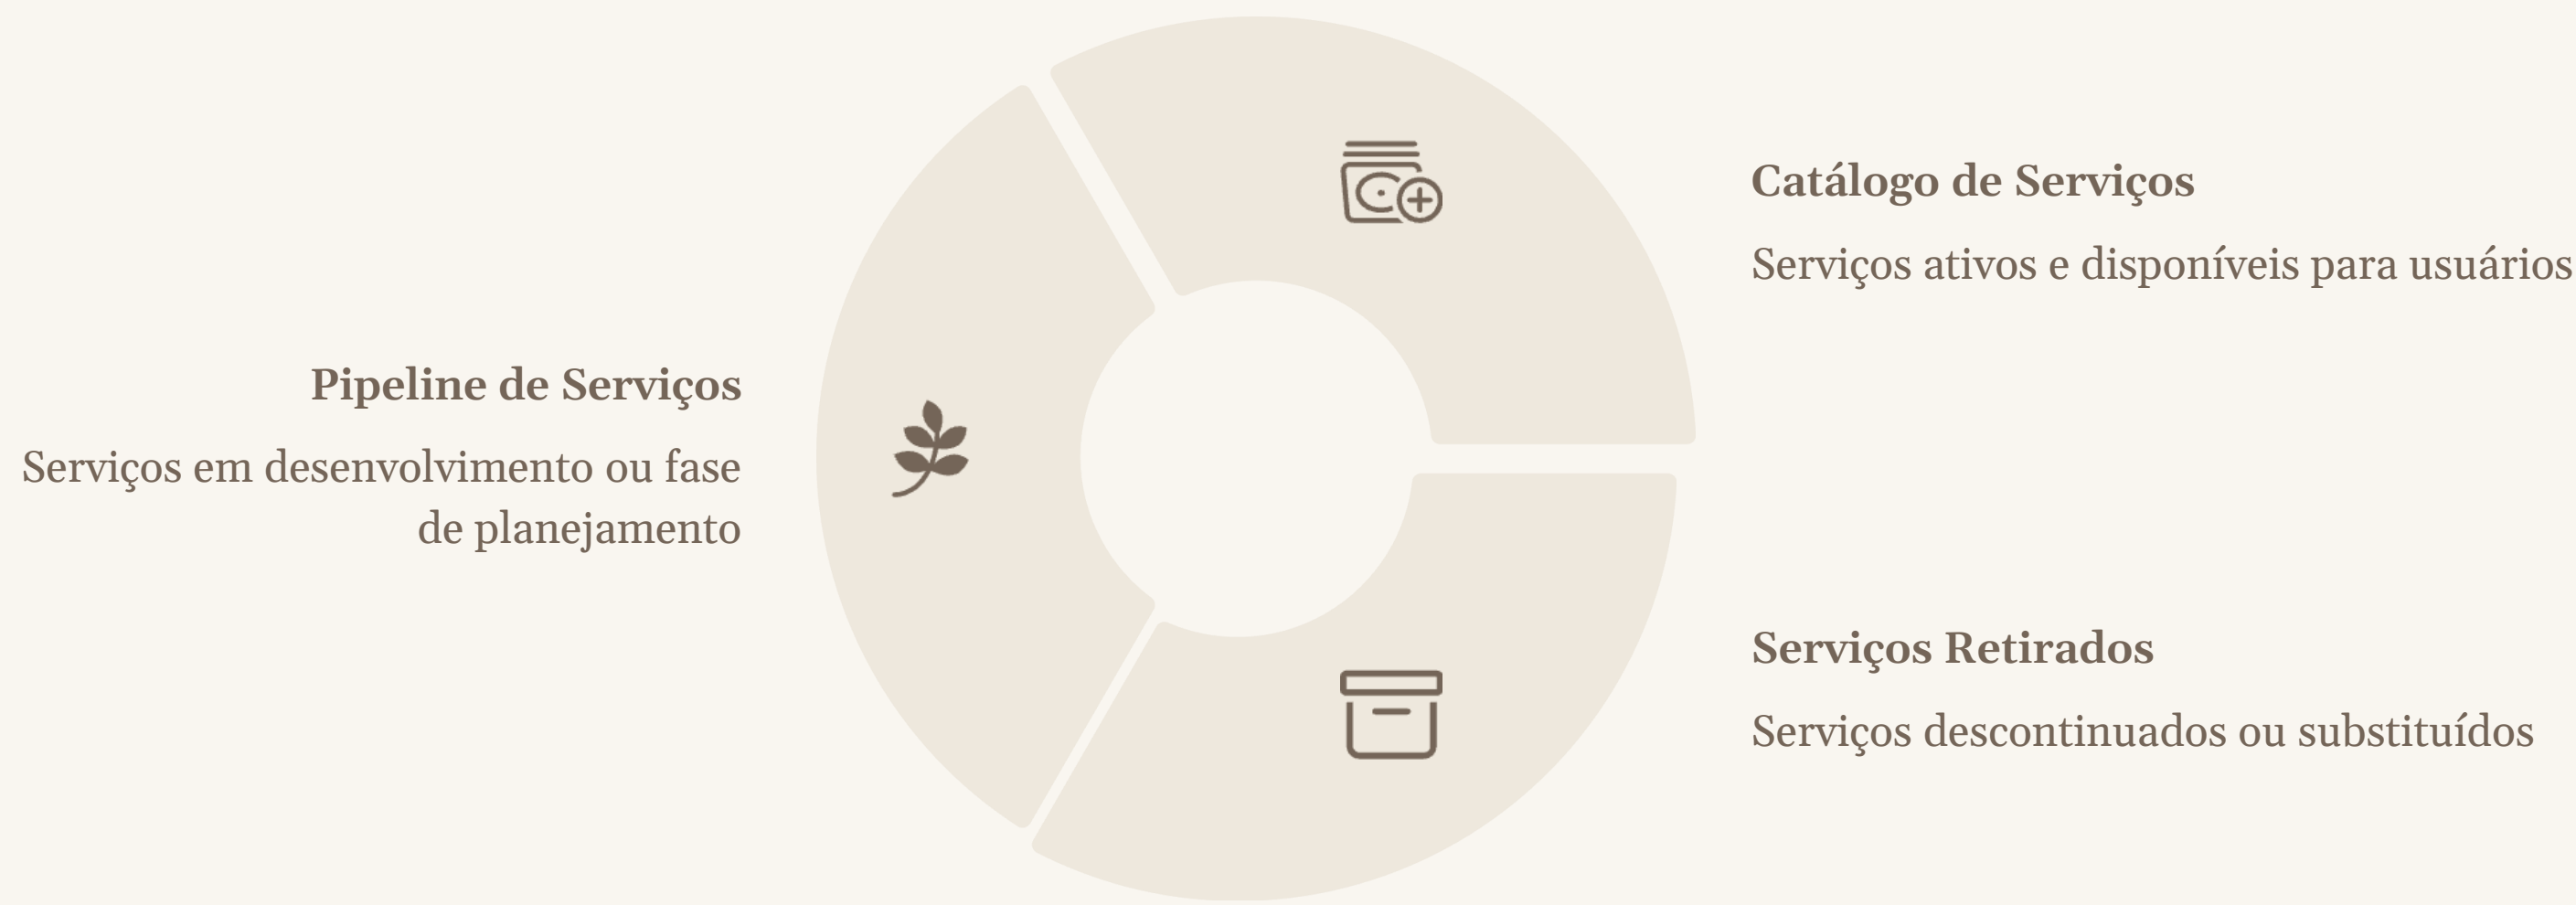 Catálogo de Serviços
Serviços ativos e disponíveis para usuários
Pipeline de Serviços
Serviços em desenvolvimento ou fase
de planejamento
Serviços Retirados
Serviços descontinuados ou substituídos